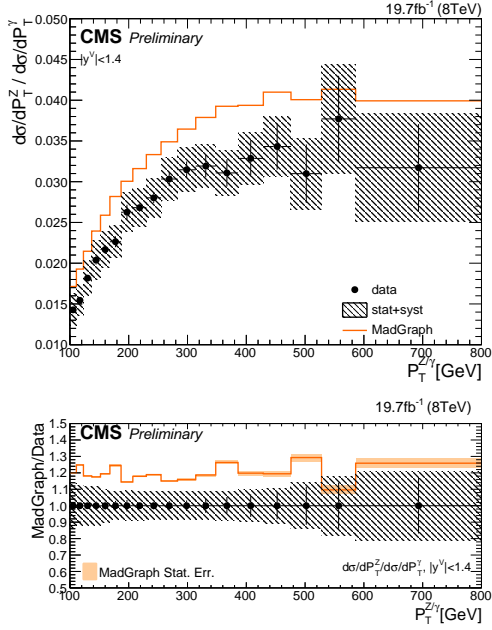 19.7fb⁻¹ (8TeV)
CMS Preliminary
|y^V|<1.4
dσ/dP_T^Z / dσ/dP_T^γ
0.050
0.045
0.040
0.035
0.030
0.025
0.020
0.015
0.010
data
stat+syst
MadGraph
100 200 300 400 500 600 700 800
P_T^{Z/γ}[GeV]
19.7fb⁻¹ (8TeV)
CMS Preliminary
MadGraph/Data
1.5
1.4
1.3
1.2
1.1
1.0
0.9
0.8
0.7
0.6
0.5
MadGraph Stat. Err.
dσ/dP_T^Z/dσ/dP_T^γ, |y^V|<1.4
100 200 300 400 500 600 700 800
P_T^{Z/γ}[GeV]